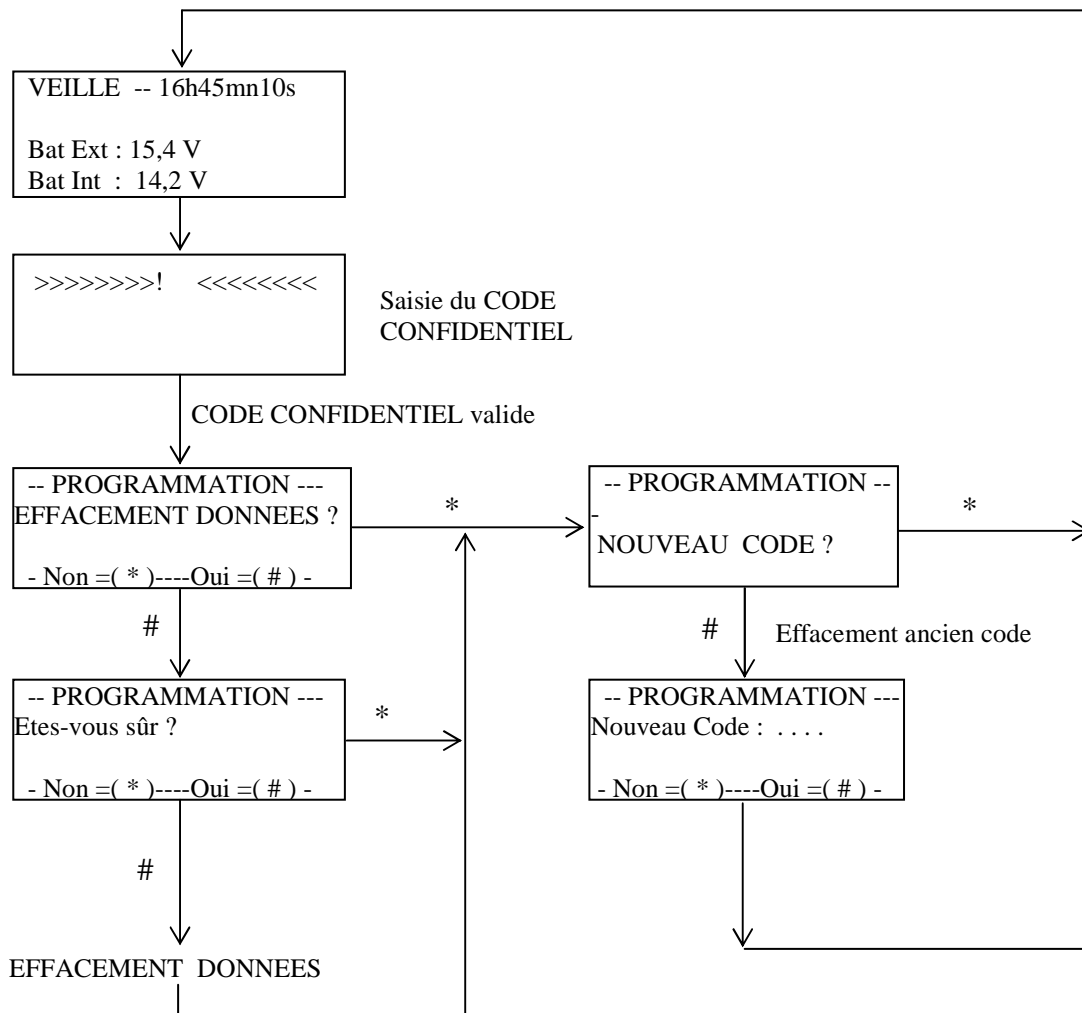 VEILLE -- 16h45mn10s
Bat Ext : 15,4 V
Bat Int : 14,2 V
>>>>>>>>! <<<<<<<<
Saisie du CODE
CONFIDENTIEL
CODE CONFIDENTIEL valide
-- PROGRAMMATION ---
EFFACEMENT DONNEES ?
- Non =( * )----Oui =( # ) -
*
-- PROGRAMMATION --
-
NOUVEAU CODE ?
*
#
#
Effacement ancien code
-- PROGRAMMATION ---
Etes-vous sûr ?
- Non =( * )----Oui =( # ) -
*
-- PROGRAMMATION ---
Nouveau Code : . . . .
- Non =( * )----Oui =( # ) -
#
EFFACEMENT DONNEES